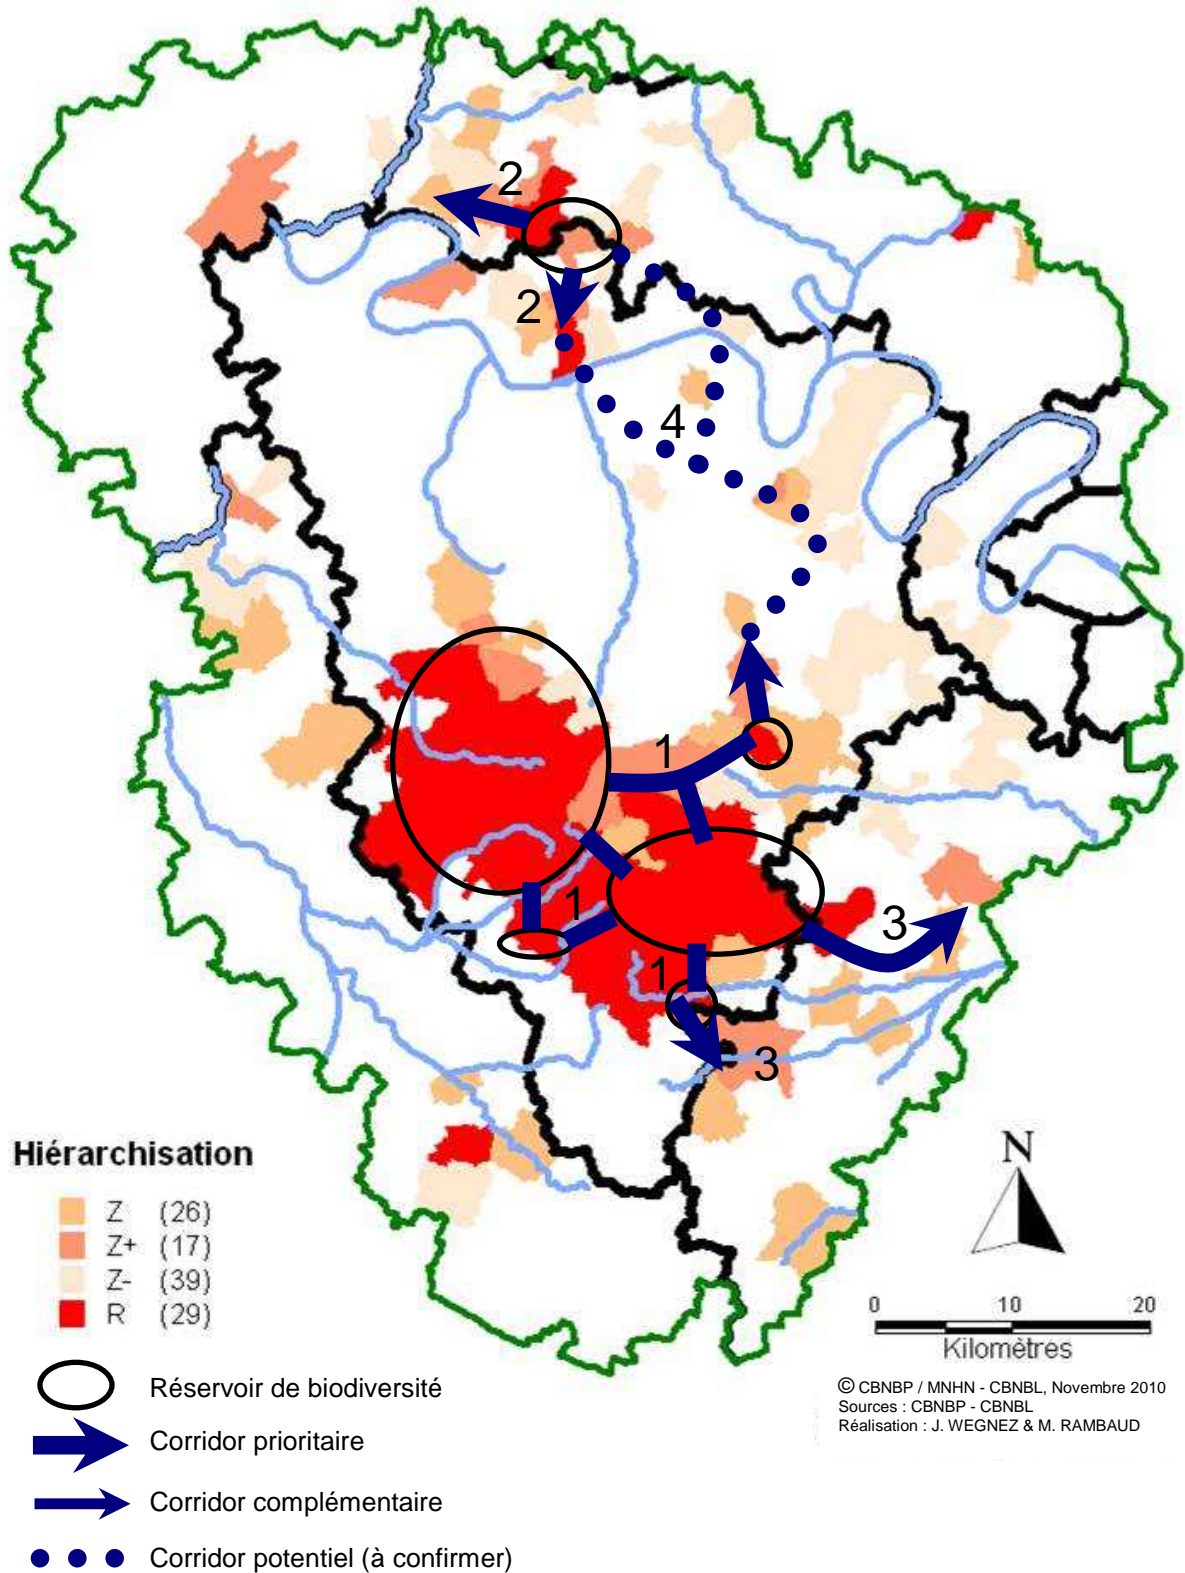 2
2
4
1
1
3
1
3
Hiérarchisation
Z (26)
Z+ (17)
Z- (39)
R (29)
N
0 10 20
Kilomètres
Réservoir de biodiversité
Corridor prioritaire
Corridor complémentaire
Corridor potentiel (à confirmer)
© CBNBP / MNHN - CBNBL, Novembre 2010
Sources : CBNBP - CBNBL
Réalisation : J. WEGNEZ & M. RAMBAUD